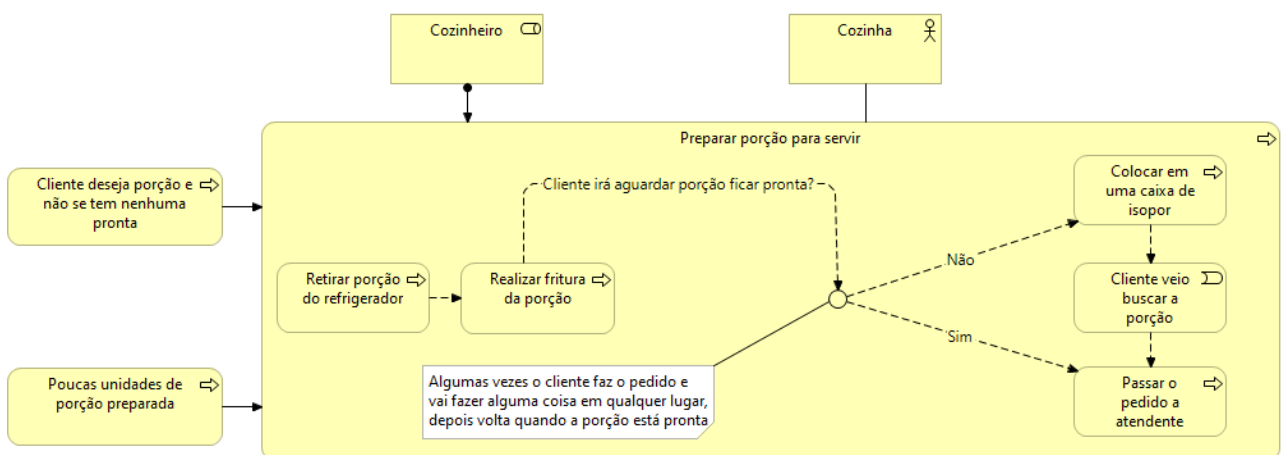 Cozinheiro
Cozinha
Preparar porção para servir
Cliente deseja porção e
não se tem nenhuma
pronta
Cliente irá aguardar porção ficar pronta?
Colocar em
uma caixa de
isopor
Retirar porção
do refrigerador
Realizar fritura
da porção
Não
Cliente veio
buscar a
porção
Sim
Poucas unidades de
porção preparada
Algumas vezes o cliente faz o pedido e
vai fazer alguma coisa em qualquer lugar,
depois volta quando a porção está pronta
Passar o
pedido a
atendente